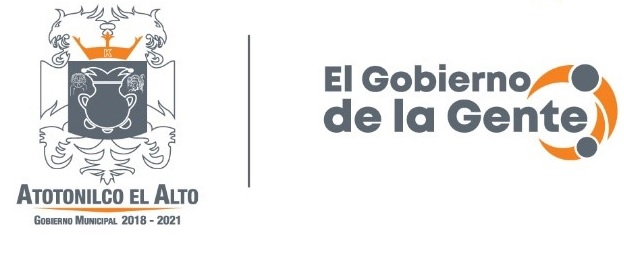 K
ATOTONILCO EL ALTO
GOBIERNO MUNICIPAL 2018 - 2021
El Gobierno
de la Gente